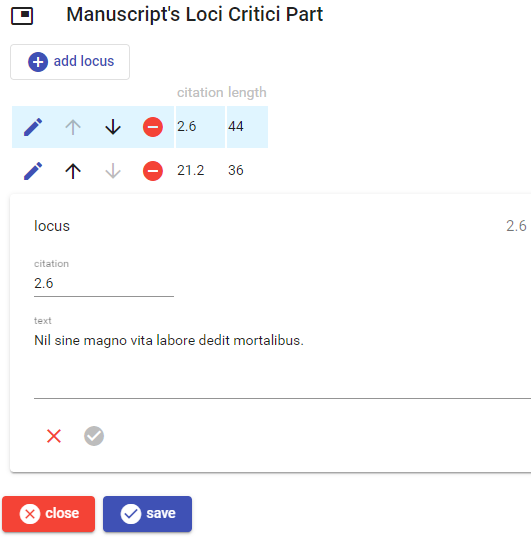 Manuscript's Loci Critici Part
add locus
citation length
2.6 44
21.2 36
locus 2.6
citation
2.6
text
Nil sine magno vita labore dedit mortalibus.
close save